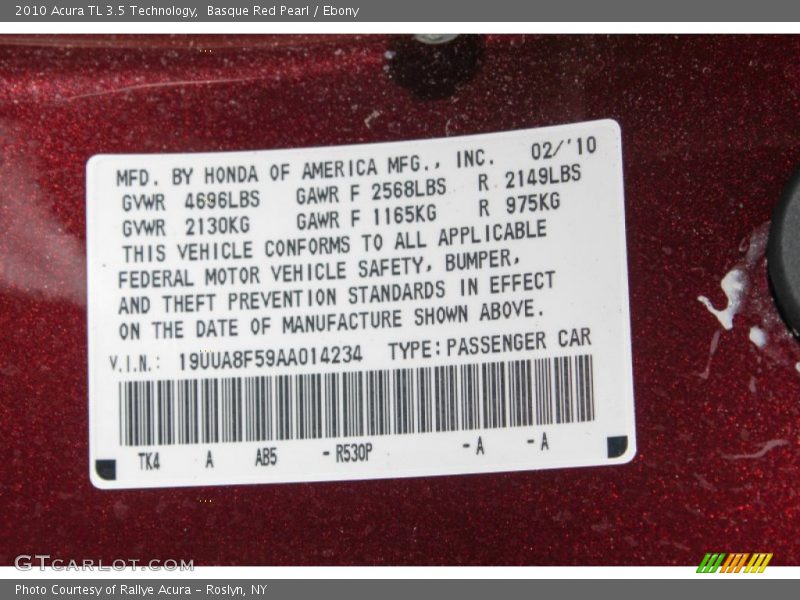 2010 Acura TL 3.5 Technology,  Basque Red Pearl / Ebony
MFD. BY HONDA OF AMERICA MFG., INC. 02/'10
GVWR 4696LBS GAWR F 2568LBS R 2149LBS
GVWR 2130KG GAWR F 1165KG R 975KG
THIS VEHICLE CONFORMS TO ALL APPLICABLE
FEDERAL MOTOR VEHICLE SAFETY, BUMPER,
AND THEFT PREVENTION STANDARDS IN EFFECT
ON THE DATE OF MANUFACTURE SHOWN ABOVE.
V.I.N.: 19UUA8F59AA014234 TYPE:PASSENGER CAR
TK4 A AB5 -R530P -A -A
GTCARLOT.COM
Photo Courtesy of Rallye Acura - Roslyn, NY